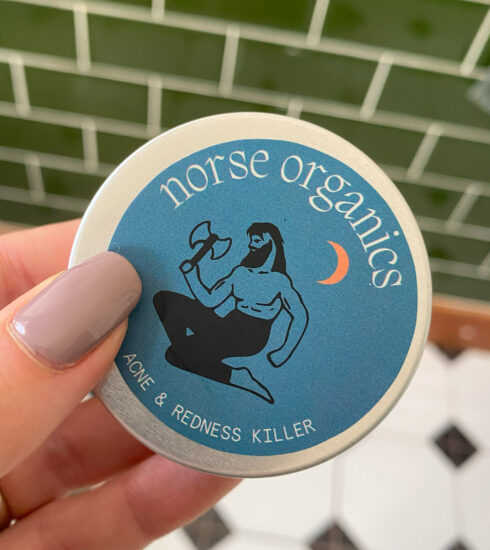 norse organics
ACNE & REDNESS KILLER